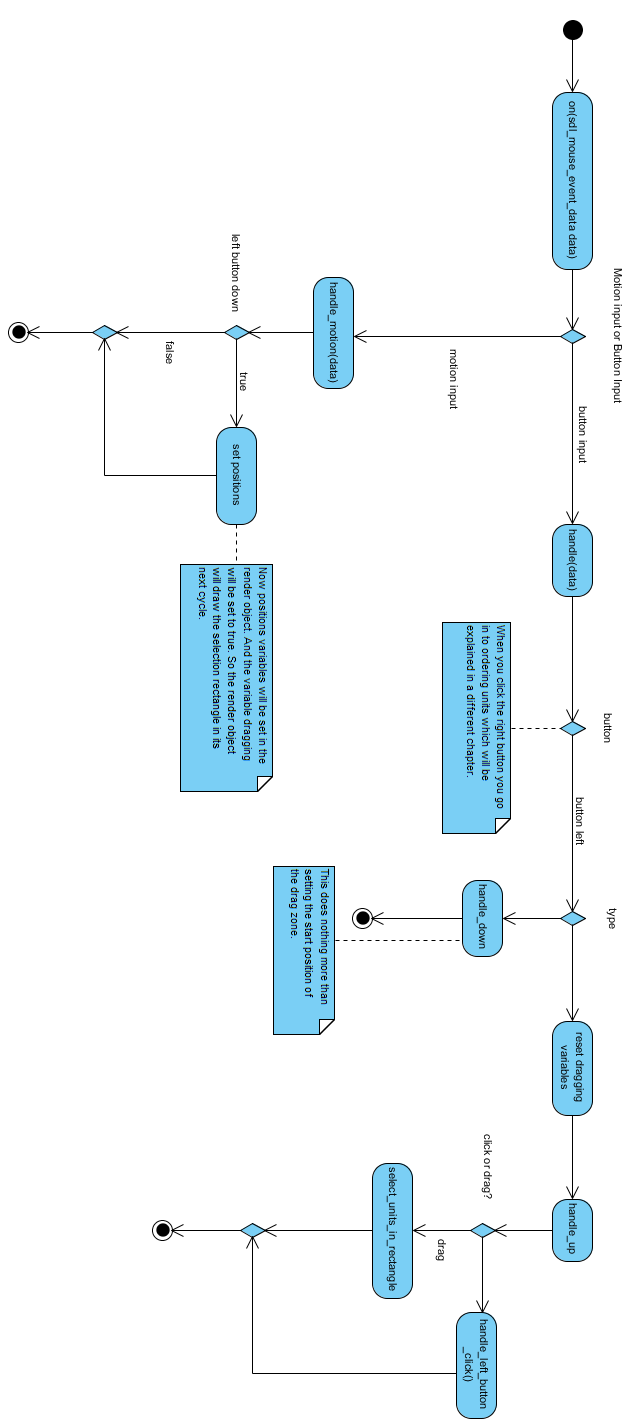 Motion input or Button Input
on(sdl_mouse_event_data data)
button input
handle(data)
button
button left
type
reset dragging
variables
handle_up
motion input
handle_motion(data)
left button down
true
false
set positions
Now positions variables will be set in the
render object. And the variable dragging
will be set to true. So the render object
will draw the selection rectangle in its
next cycle.
When you click the right button you go
in to ordering units which will be
explained in a different chapter.
handle_down
This does nothing more than
setting the start position of
the drag zone.
click or drag?
drag
select_units_in_rectangle
handle_left_button
_click()